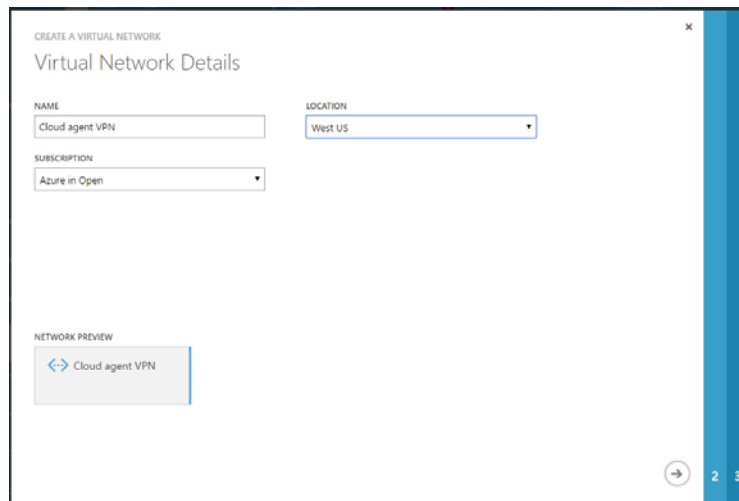 CREATE A VIRTUAL NETWORK
Virtual Network Details
NAME
Cloud agent VPN
LOCATION
West US
SUBSCRIPTION
Azure in Open
NETWORK PREVIEW
Cloud agent VPN
2 3